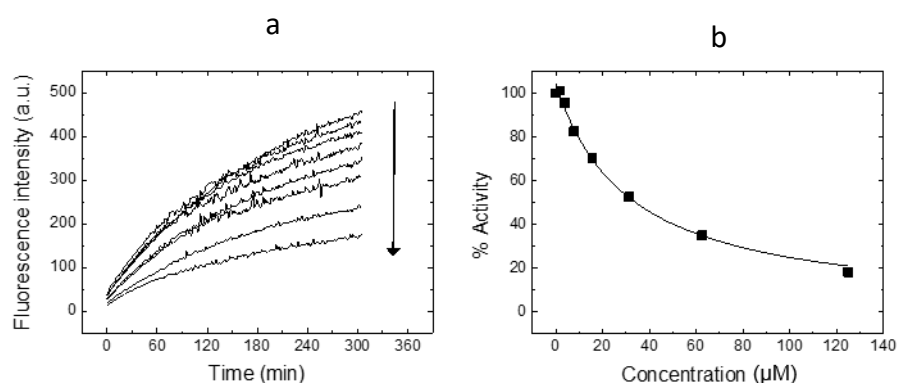 a
b
Fluorescence intensity (a.u.)
500
400
300
200
100
0
0 60 120 180 240 300 360
Time (min)
% Activity
100
80
60
40
20
0
0 20 40 60 80 100 120 140
Concentration (µM)